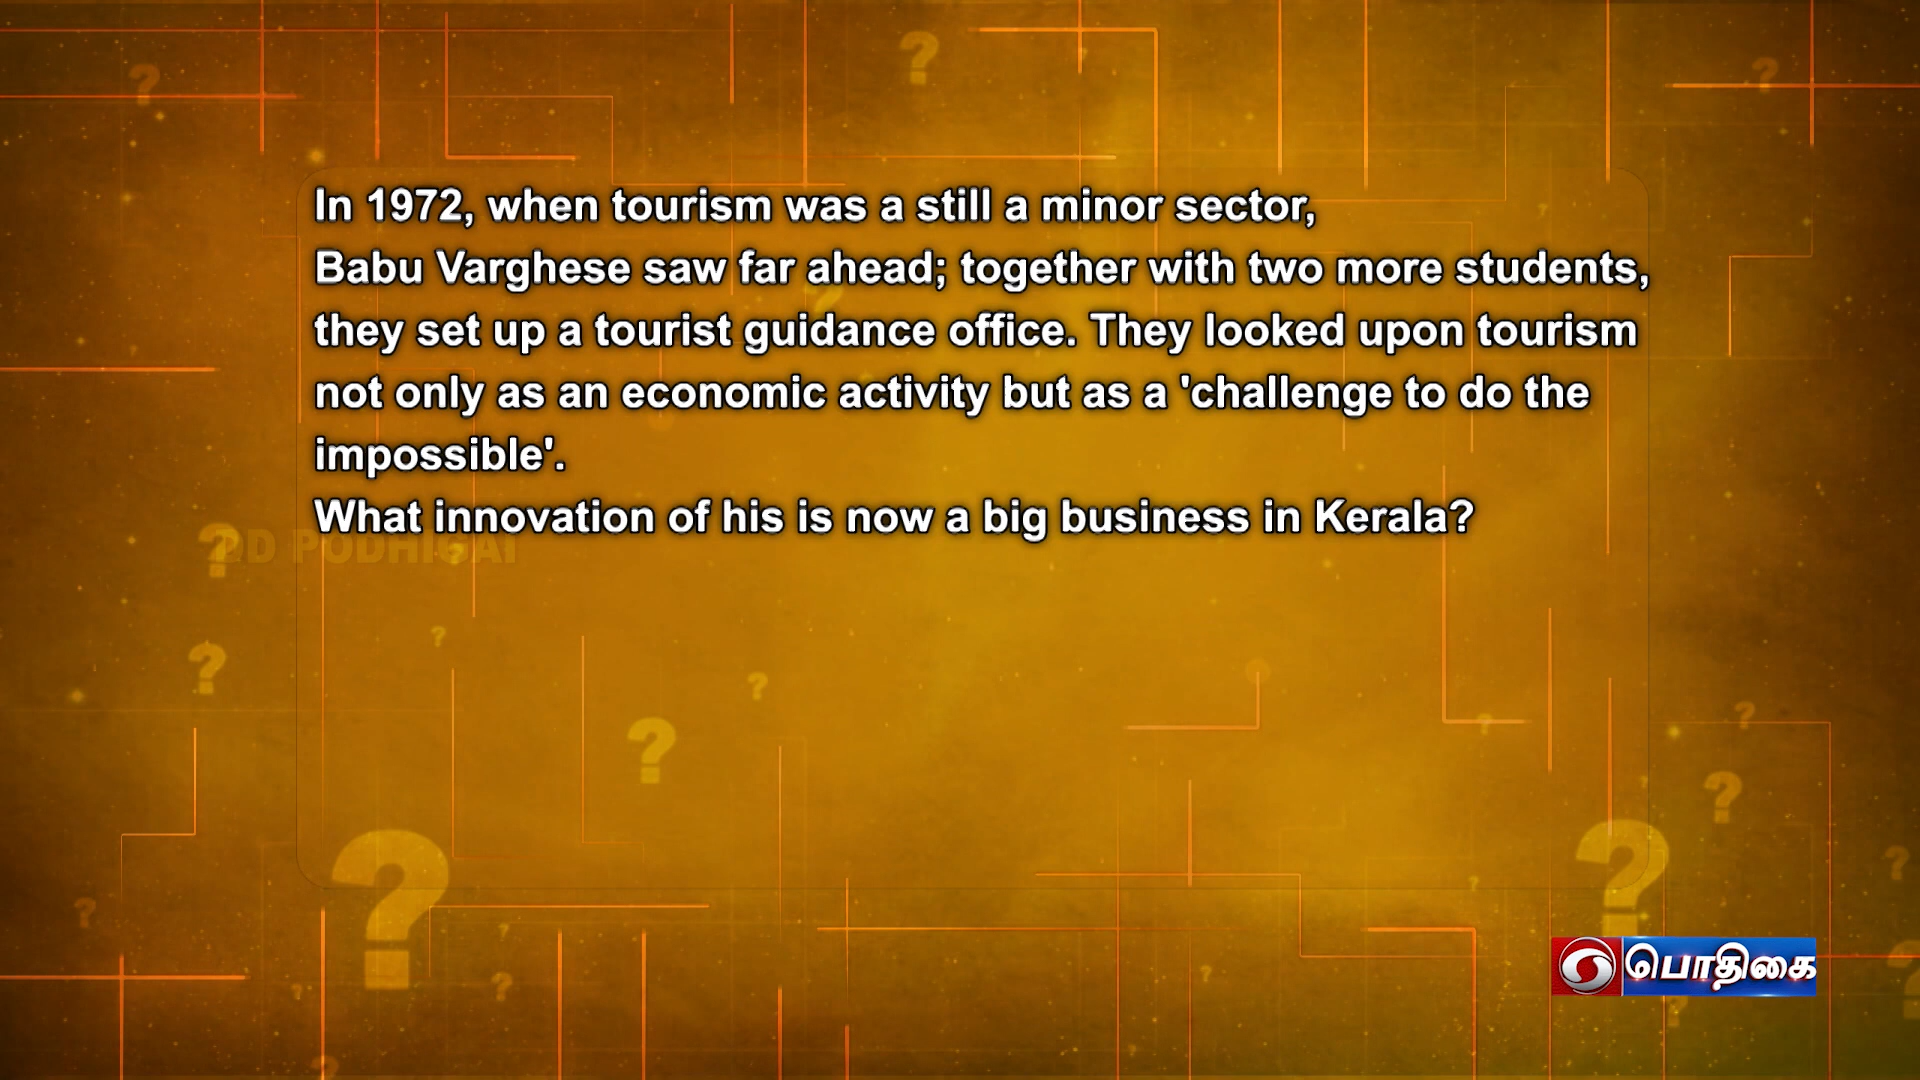 In 1972, when tourism was a still a minor sector,
Babu Varghese saw far ahead; together with two more students,
they set up a tourist guidance office. They looked upon tourism
not only as an economic activity but as a 'challenge to do the
impossible'.
What innovation of his is now a big business in Kerala?
DD PODHIGAI
பொதிகை